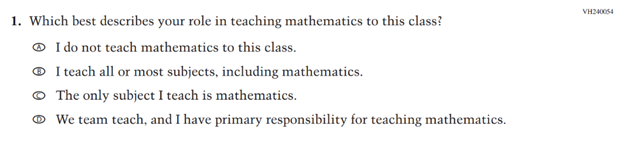 VH240054
1. Which best describes your role in teaching mathematics to this class?
Ⓐ I do not teach mathematics to this class.
Ⓑ I teach all or most subjects, including mathematics.
Ⓒ The only subject I teach is mathematics.
Ⓓ We team teach, and I have primary responsibility for teaching mathematics.